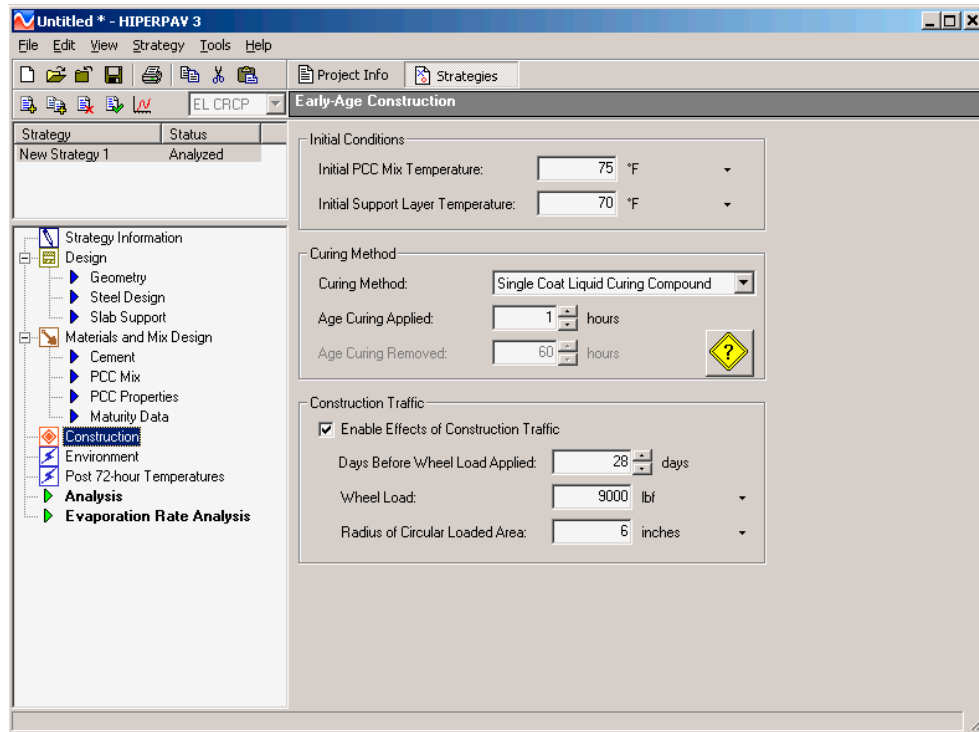 Untitled * - HIPERPAV 3
File Edit View Strategy Tools Help
Project Info Strategies
EL CRCP
Early-Age Construction
Strategy Status
New Strategy 1 Analyzed
Strategy Information
Design
Geometry
Steel Design
Slab Support
Materials and Mix Design
Cement
PCC Mix
PCC Properties
Maturity Data
Construction
Environment
Post 72-hour Temperatures
Analysis
Evaporation Rate Analysis
Initial Conditions
Initial PCC Mix Temperature: 75 °F
Initial Support Layer Temperature: 70 °F
Curing Method
Curing Method: Single Coat Liquid Curing Compound
Age Curing Applied: 1 hours
Age Curing Removed: 60 hours
?
Construction Traffic
Enable Effects of Construction Traffic
Days Before Wheel Load Applied: 28 days
Wheel Load: 9000 lbf
Radius of Circular Loaded Area: 6 inches